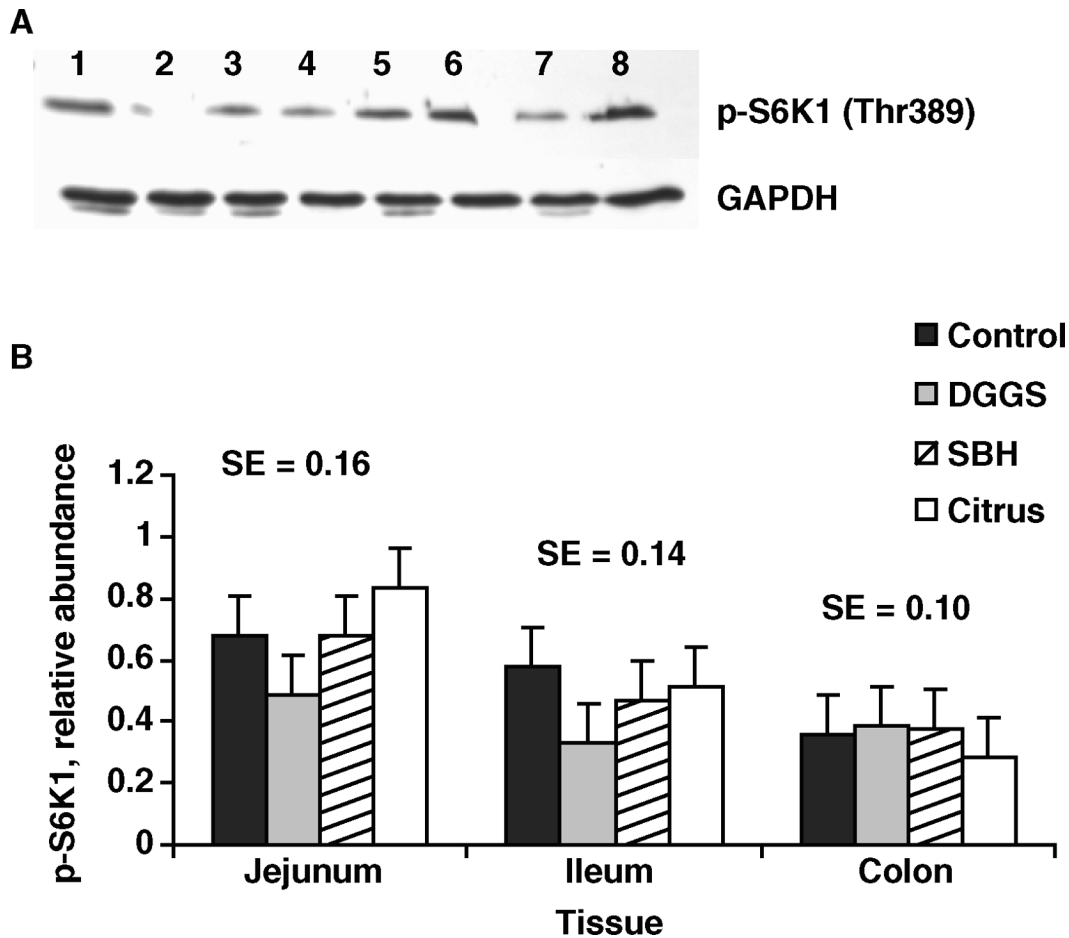 A
1 2 3 4 5 6 7 8
p-S6K1 (Thr389)
GAPDH
B
Control
DGGS
SBH
Citrus
p-S6K1, relative abundance
1.2
1
0.8
0.6
0.4
0.2
0
SE = 0.16
SE = 0.14
SE = 0.10
Jejunum Ileum Colon
Tissue